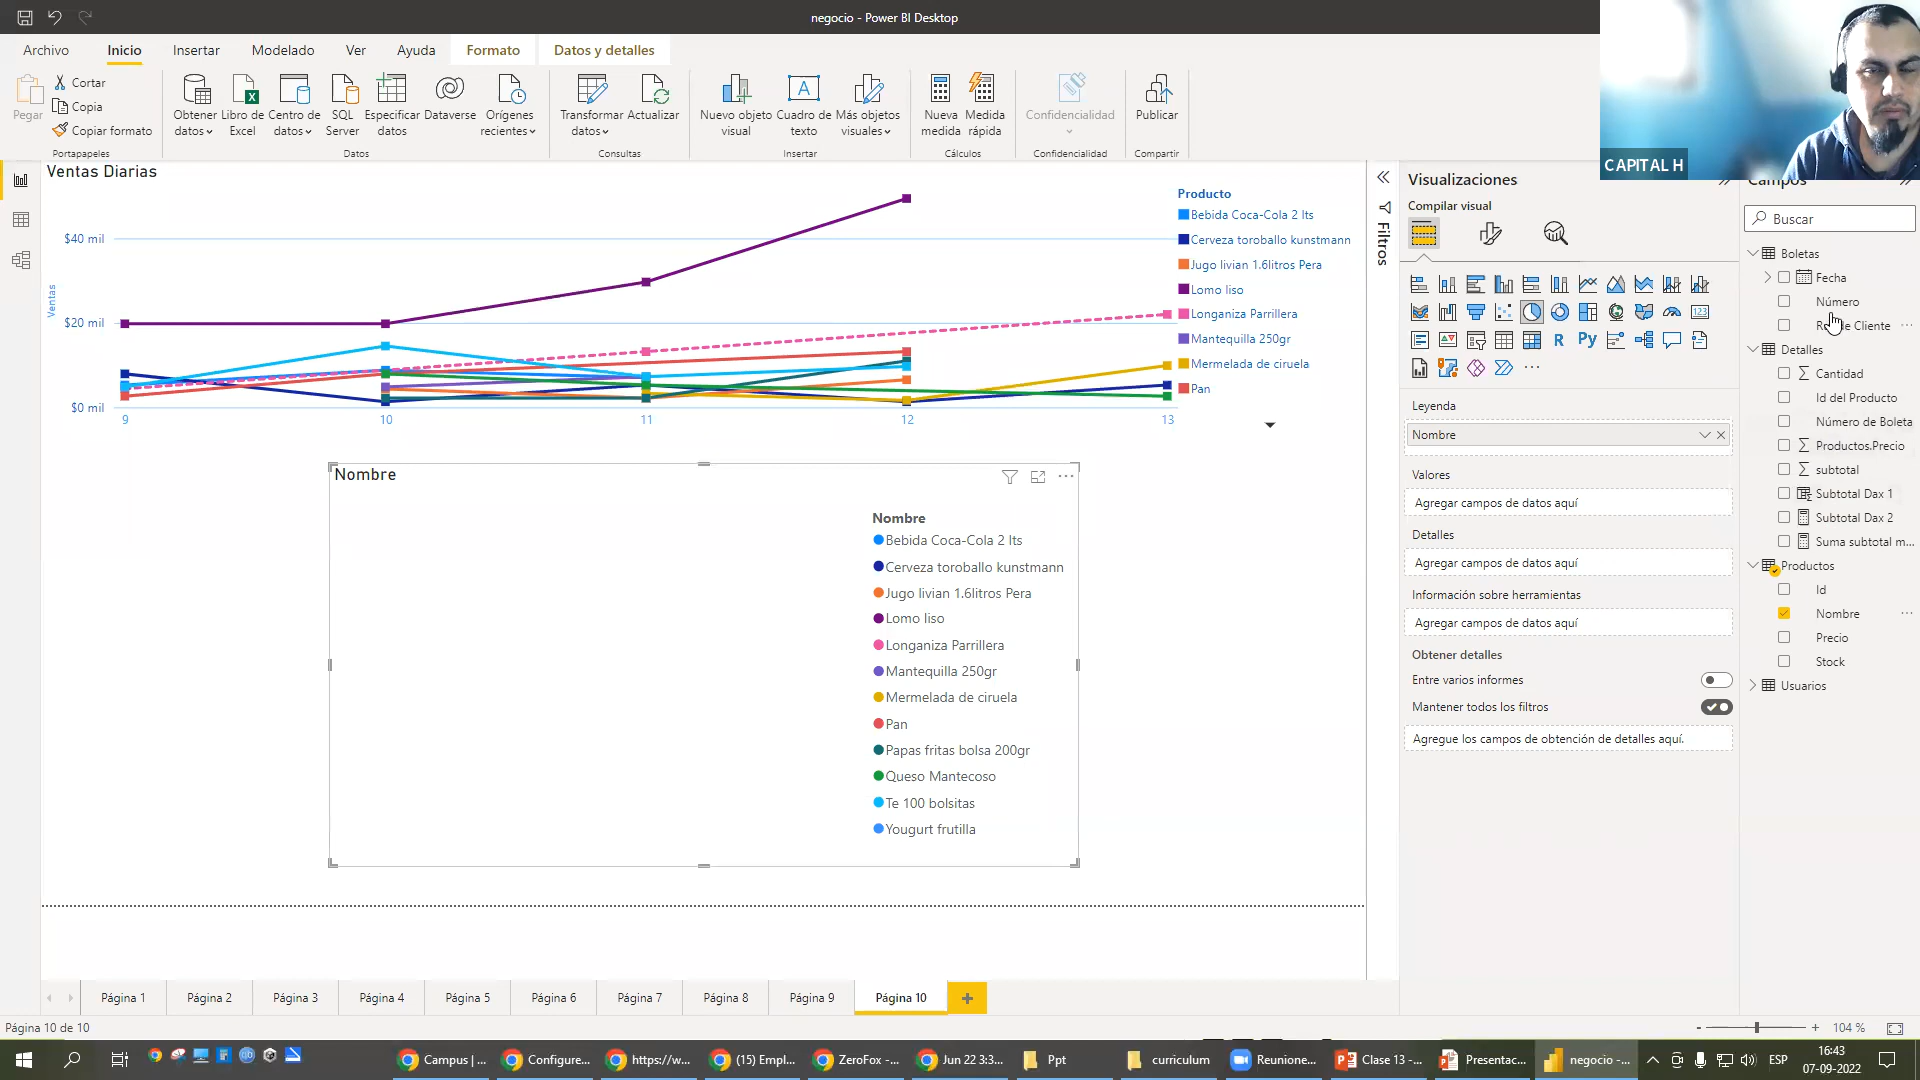 negocio - Power BI Desktop
Archivo Inicio Insertar Modelado Ver Ayuda Formato Datos y detalles
Pegar
Cortar
Copia
Copiar formato
Portapapeles
Obtener datos
Libro de Excel
Centro de datos
SQL Server
Especificar datos
Dataverse
Orígenes recientes
Datos
Transformar datos
Actualizar
Consultas
Nuevo objeto visual
Cuadro de texto
Más objetos visuales
Insertar
Nueva medida
Medida rápida
Cálculos
Confidencialidad
Confidencialidad
Publicar
Compartir
CAPITAL H
Ventas Diarias
Ventas
$40 mil
$20 mil
$0 mil
9 10 11 12 13
Producto
Bebida Coca-Cola 2 lts
Cerveza toroballo kunstmann
Jugo livian 1.6litros Pera
Lomo liso
Longaniza Parrillera
Mantequilla 250gr
Mermelada de ciruela
Pan
Nombre
Nombre
Bebida Coca-Cola 2 lts
Cerveza toroballo kunstmann
Jugo livian 1.6litros Pera
Lomo liso
Longaniza Parrillera
Mantequilla 250gr
Mermelada de ciruela
Pan
Papas fritas bolsa 200gr
Queso Mantecoso
Te 100 bolsitas
Yougurt frutilla
Filtros
Visualizaciones
Compilar visual
R Py
123
Leyenda
Nombre
Valores
Agregar campos de datos aquí
Detalles
Agregar campos de datos aquí
Información sobre herramientas
Agregar campos de datos aquí
Obtener detalles
Entre varios informes
Mantener todos los filtros
Agregue los campos de obtención de detalles aquí.
Campos
Buscar
Boletas
Fecha
Número
de Cliente
Detalles
Cantidad
Id del Producto
Número de Boleta
Productos.Precio
subtotal
Subtotal Dax 1
Subtotal Dax 2
Suma subtotal m...
Productos
Id
Nombre
Precio
Stock
Usuarios
Página 1 Página 2 Página 3 Página 4 Página 5 Página 6 Página 7 Página 8 Página 9 Página 10 +
Página 10 de 10
- + 104 %
Campus | ... Configure... https://w... (15) Empl... ZeroFox -... Jun 22 3:3... Ppt curriculum Reunione... Clase 13 -... Presentac... negocio -...
ESP
16:43
07-09-2022